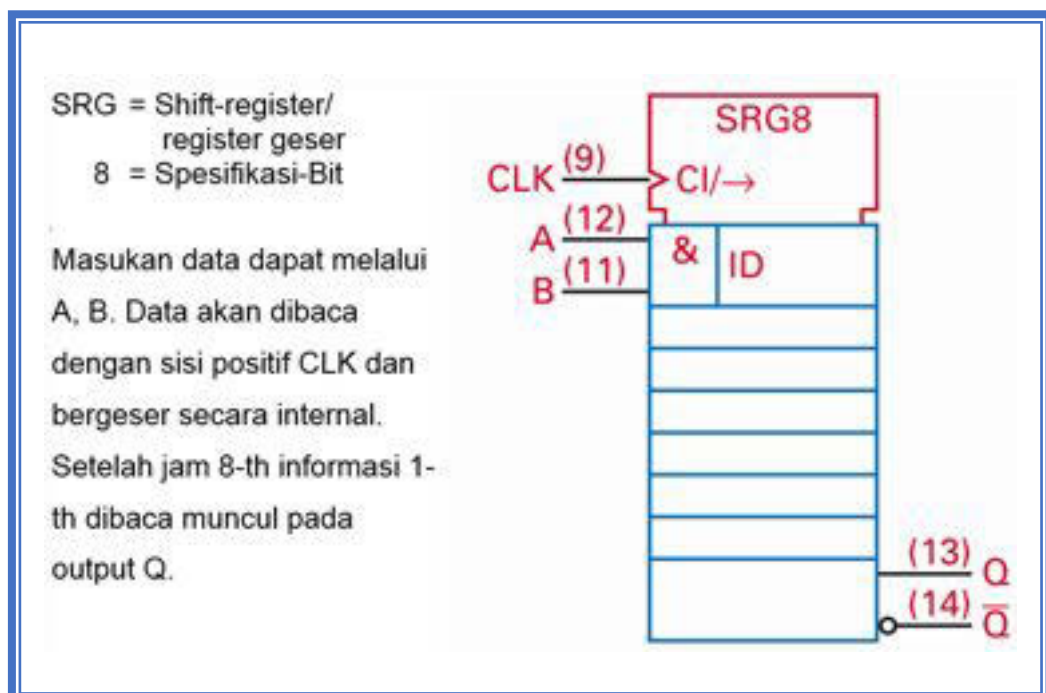 SRG = Shift-register/
register geser
8 = Spesifikasi-Bit
Masukan data dapat melalui
A, B. Data akan dibaca
dengan sisi positif CLK dan
bergeser secara internal.
Setelah jam 8-th informasi 1-
th dibaca muncul pada
output Q.
SRG8
CLK (9) CI/→
A (12)
& ID
B (11)
(13) Q
(14) Q̅